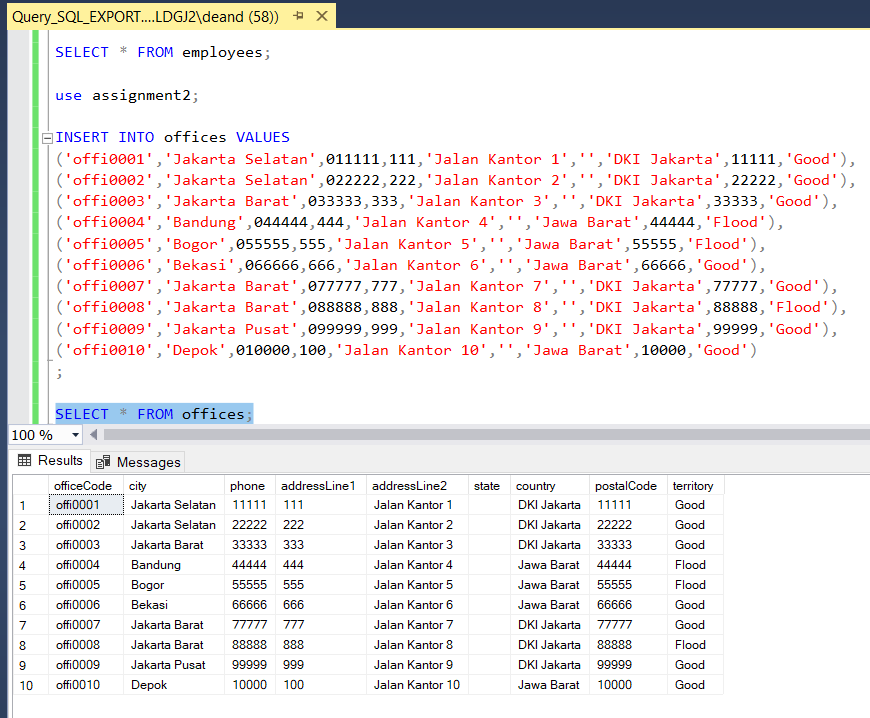 Query_SQL_EXPORT....LDGJ2\deand (58))
SELECT * FROM employees;
use assignment2;
INSERT INTO offices VALUES
('offi0001','Jakarta Selatan',011111,111,'Jalan Kantor 1','','DKI Jakarta',11111,'Good'),
('offi0002','Jakarta Selatan',022222,222,'Jalan Kantor 2','','DKI Jakarta',22222,'Good'),
('offi0003','Jakarta Barat',033333,333,'Jalan Kantor 3','','DKI Jakarta',33333,'Good'),
('offi0004','Bandung',044444,444,'Jalan Kantor 4','','Jawa Barat',44444,'Flood'),
('offi0005','Bogor',055555,555,'Jalan Kantor 5','','Jawa Barat',55555,'Flood'),
('offi0006','Bekasi',066666,666,'Jalan Kantor 6','','Jawa Barat',66666,'Good'),
('offi0007','Jakarta Barat',077777,777,'Jalan Kantor 7','','DKI Jakarta',77777,'Good'),
('offi0008','Jakarta Barat',088888,888,'Jalan Kantor 8','','DKI Jakarta',88888,'Flood'),
('offi0009','Jakarta Pusat',099999,999,'Jalan Kantor 9','','DKI Jakarta',99999,'Good'),
('offi0010','Depok',010000,100,'Jalan Kantor 10','','Jawa Barat',10000,'Good')
;
SELECT * FROM offices;
100 %
Results Messages
officeCode city phone addressLine1 addressLine2 state country postalCode territory
1 offi0001 Jakarta Selatan 11111 111 Jalan Kantor 1 DKI Jakarta 11111 Good
2 offi0002 Jakarta Selatan 22222 222 Jalan Kantor 2 DKI Jakarta 22222 Good
3 offi0003 Jakarta Barat 33333 333 Jalan Kantor 3 DKI Jakarta 33333 Good
4 offi0004 Bandung 44444 444 Jalan Kantor 4 Jawa Barat 44444 Flood
5 offi0005 Bogor 55555 555 Jalan Kantor 5 Jawa Barat 55555 Flood
6 offi0006 Bekasi 66666 666 Jalan Kantor 6 Jawa Barat 66666 Good
7 offi0007 Jakarta Barat 77777 777 Jalan Kantor 7 DKI Jakarta 77777 Good
8 offi0008 Jakarta Barat 88888 888 Jalan Kantor 8 DKI Jakarta 88888 Flood
9 offi0009 Jakarta Pusat 99999 999 Jalan Kantor 9 DKI Jakarta 99999 Good
10 offi0010 Depok 10000 100 Jalan Kantor 10 Jawa Barat 10000 Good